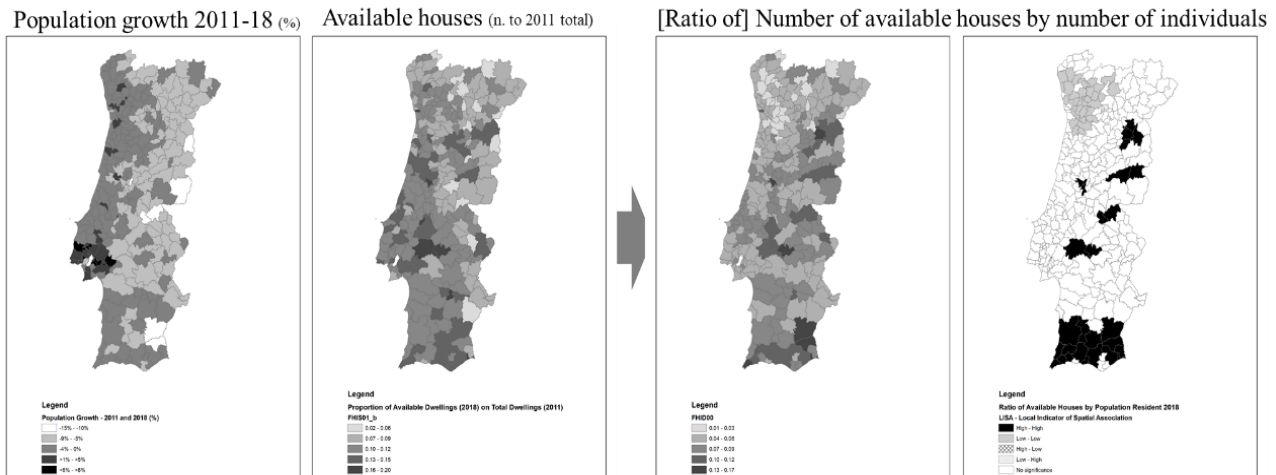 Population growth 2011-18 (%)
Available houses (n. to 2011 total)
[Ratio of] Number of available houses by number of individuals
Legend
Population Growth - 2011 and 2018 (%)
-15% - -10%
-9% - -5%
-4% - 0%
+1% - +5%
+6% - +8%
Legend
Proportion of Available Dwellings (2018) on Total Dwellings (2011)
FHIS01_b
0.02 - 0.06
0.07 - 0.09
0.10 - 0.12
0.13 - 0.15
0.16 - 0.20
Legend
FHID00
0.01 - 0.03
0.04 - 0.06
0.07 - 0.09
0.10 - 0.12
0.13 - 0.17
Legend
Ratio of Available Houses by Population Resident 2018
LISA - Local Indicator of Spatial Association
High - High
Low - Low
High - Low
Low - High
No significance